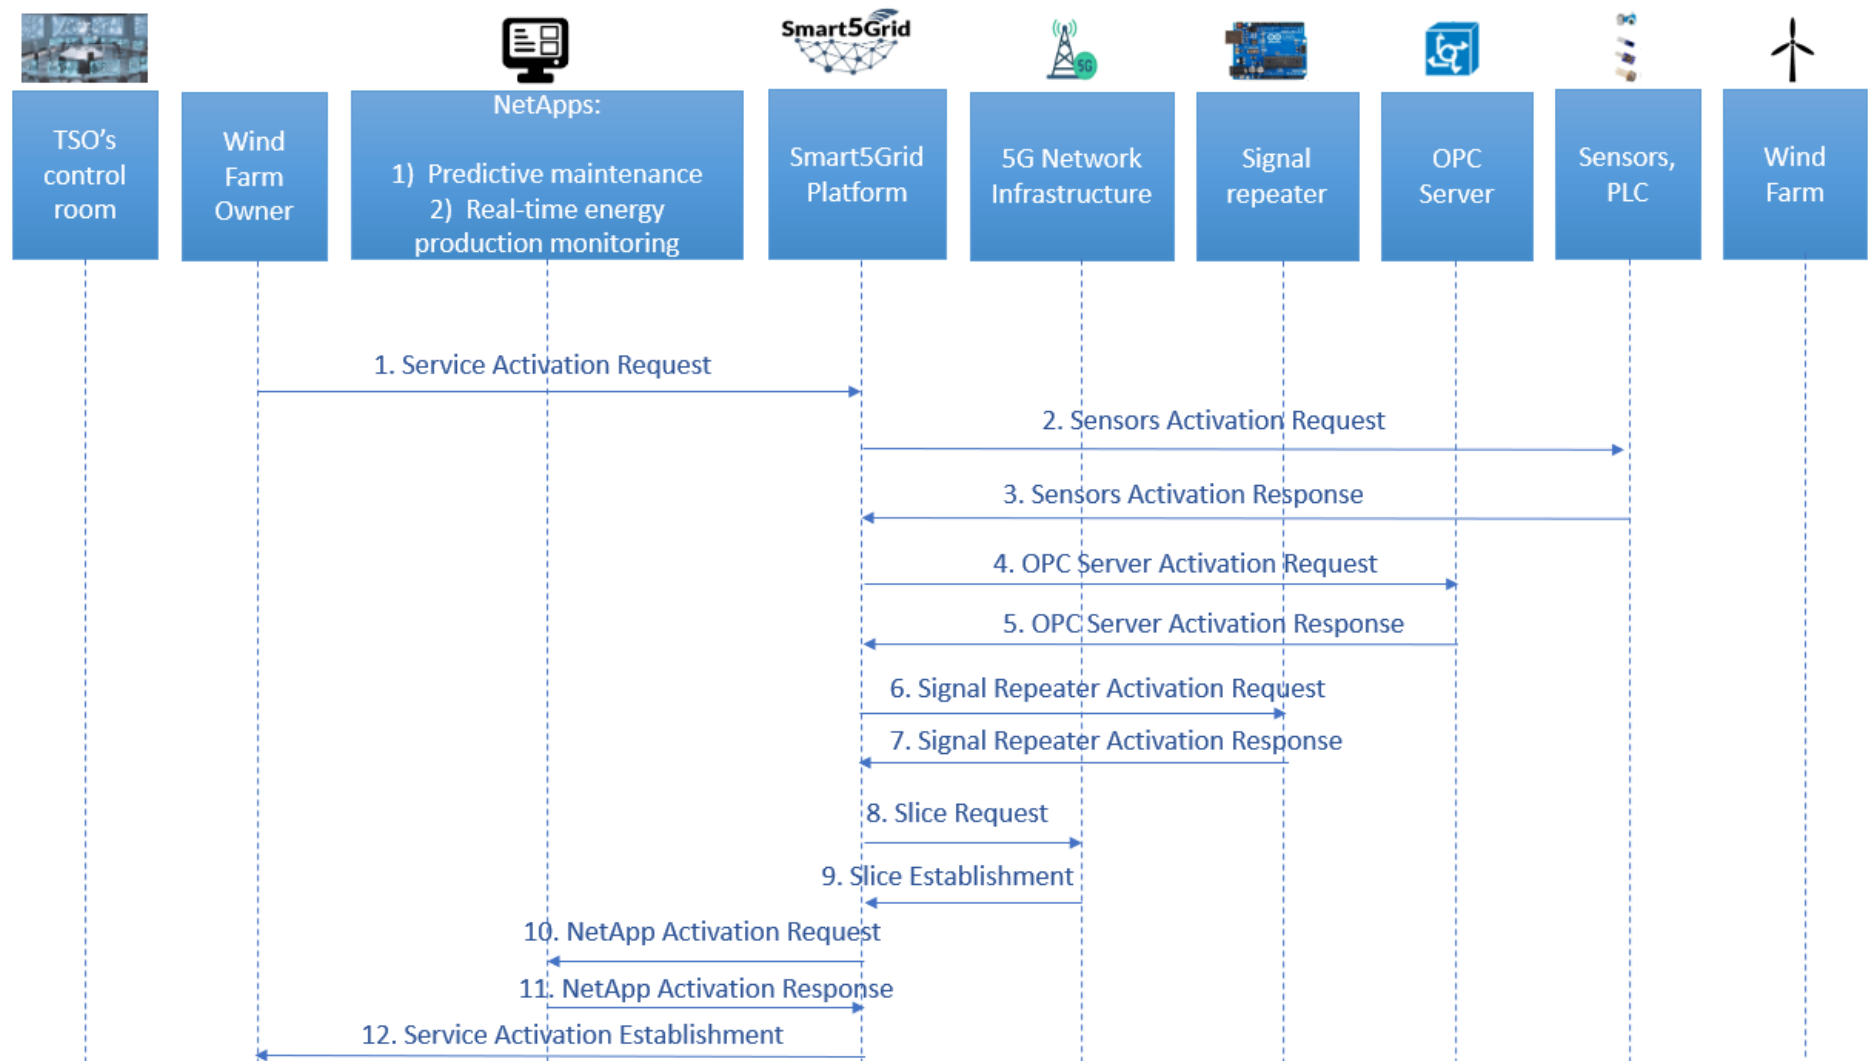 Smart5Grid
5G
TSO's
control
room
Wind
Farm
Owner
NetApps:
1) Predictive maintenance
2) Real-time energy
production monitoring
Smart5Grid
Platform
5G Network
Infrastructure
Signal
repeater
OPC
Server
Sensors,
PLC
Wind
Farm
1. Service Activation Request
2. Sensors Activation Request
3. Sensors Activation Response
4. OPC Server Activation Request
5. OPC Server Activation Response
6. Signal Repeater Activation Request
7. Signal Repeater Activation Response
8. Slice Request
9. Slice Establishment
10. NetApp Activation Request
11. NetApp Activation Response
12. Service Activation Establishment